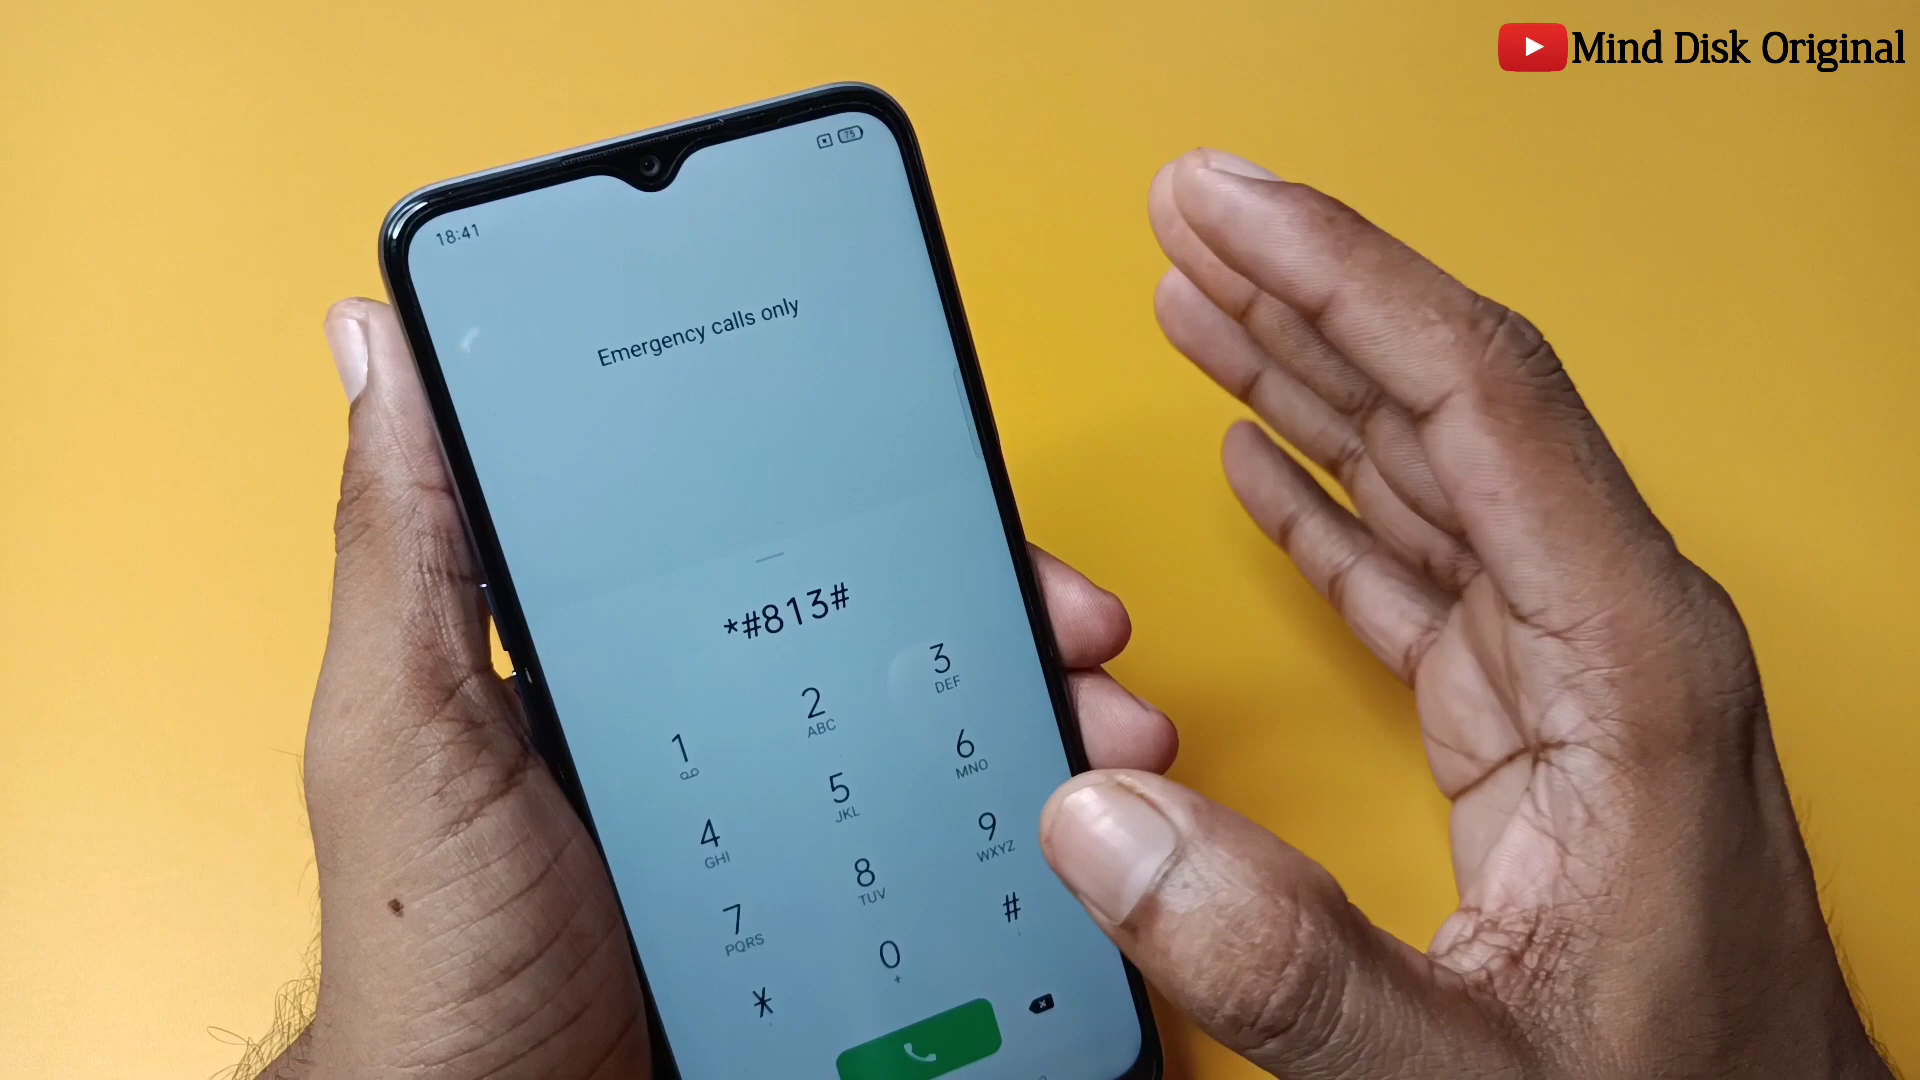 Mind Disk Original
75
18:41
Emergency calls only
*#813#
1
2
ABC
3
DEF
4
GHI
5
JKL
6
MNO
7
PQRS
8
TUV
9
WXYZ
*
0
+
#